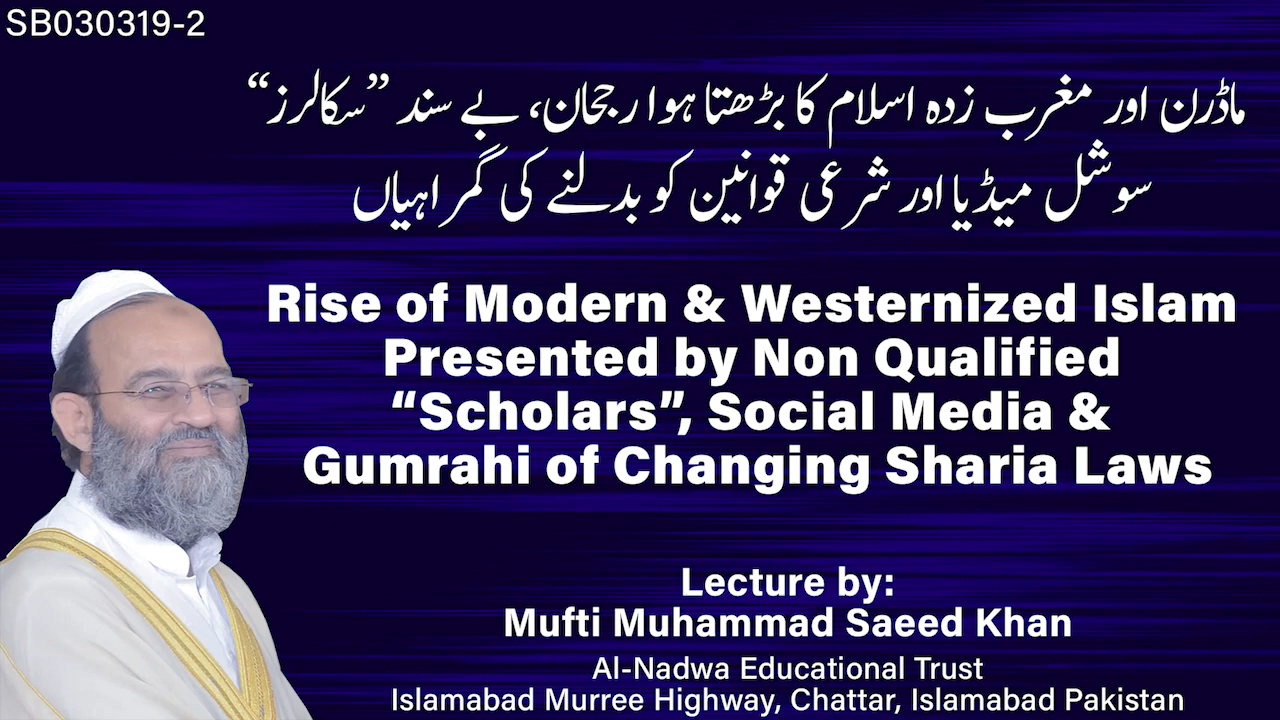 SB030319-2
ماڈرن اور مغرب زدہ اسلام کا بڑھتا ہوا رجحان، بے سند ”سکالرز“
سوشل میڈیا اور شرعی قوانین کو بدلنے کی گمراہیاں
Rise of Modern & Westernized Islam
Presented by Non Qualified
“Scholars”, Social Media &
Gumrahi of Changing Sharia Laws
Lecture by:
Mufti Muhammad Saeed Khan
Al-Nadwa Educational Trust
Islamabad Murree Highway, Chattar, Islamabad Pakistan